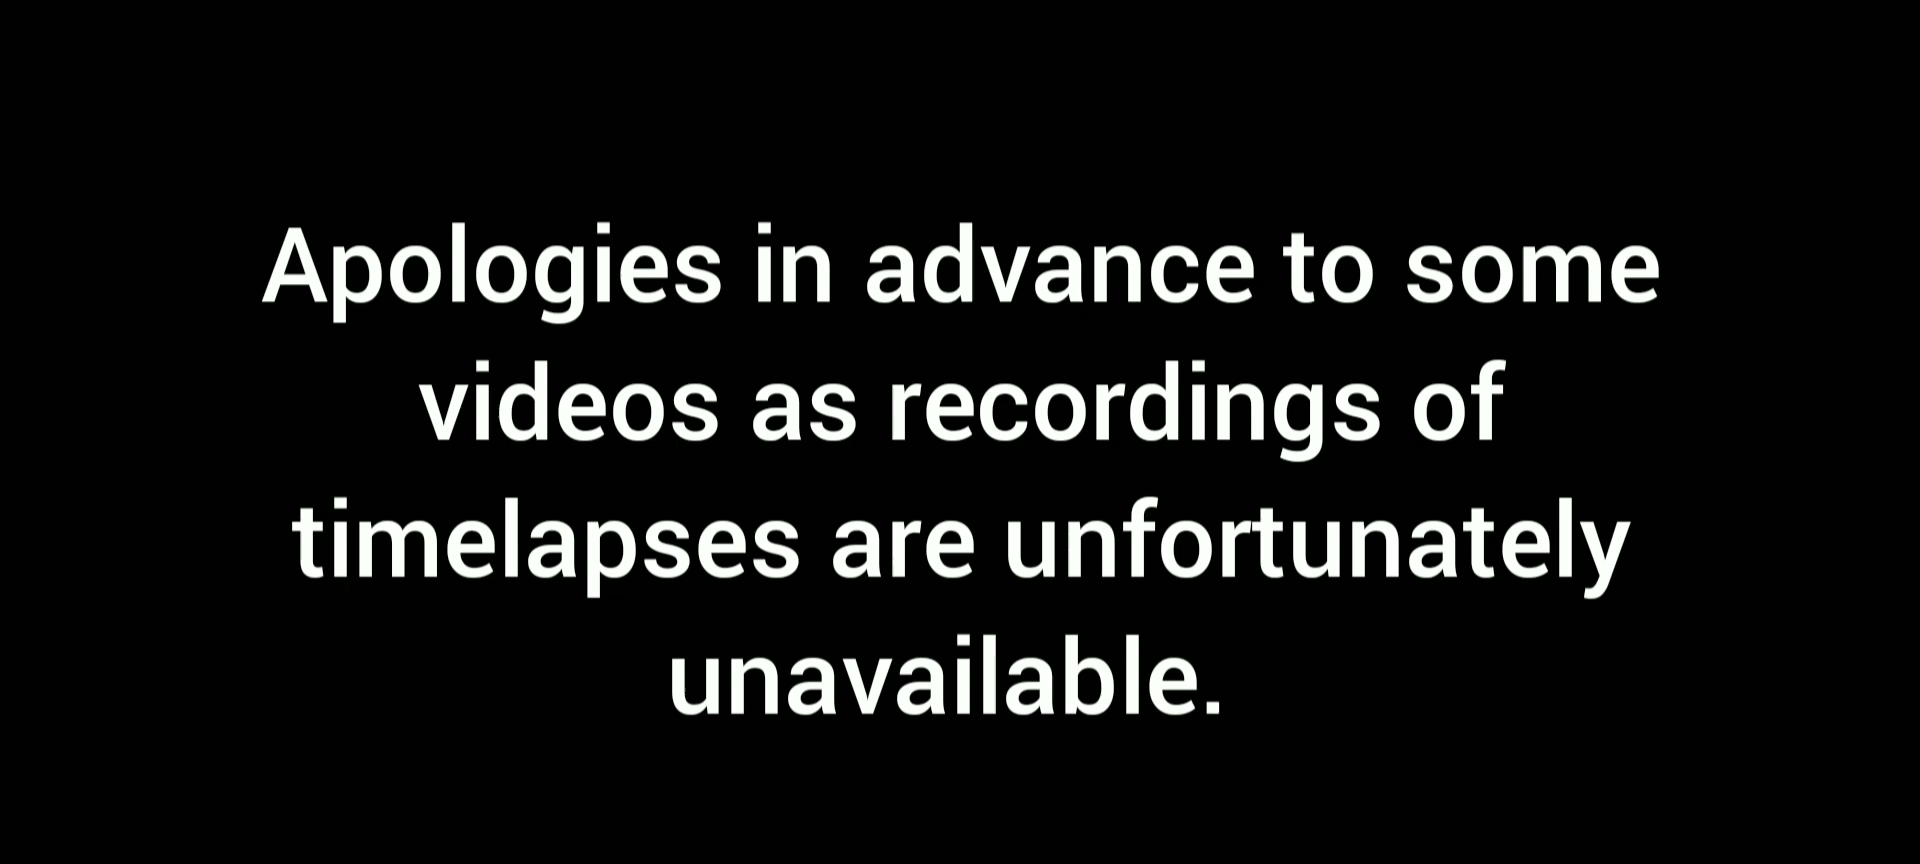 Apologies in advance to some
videos as recordings of
timelapses are unfortunately
unavailable.